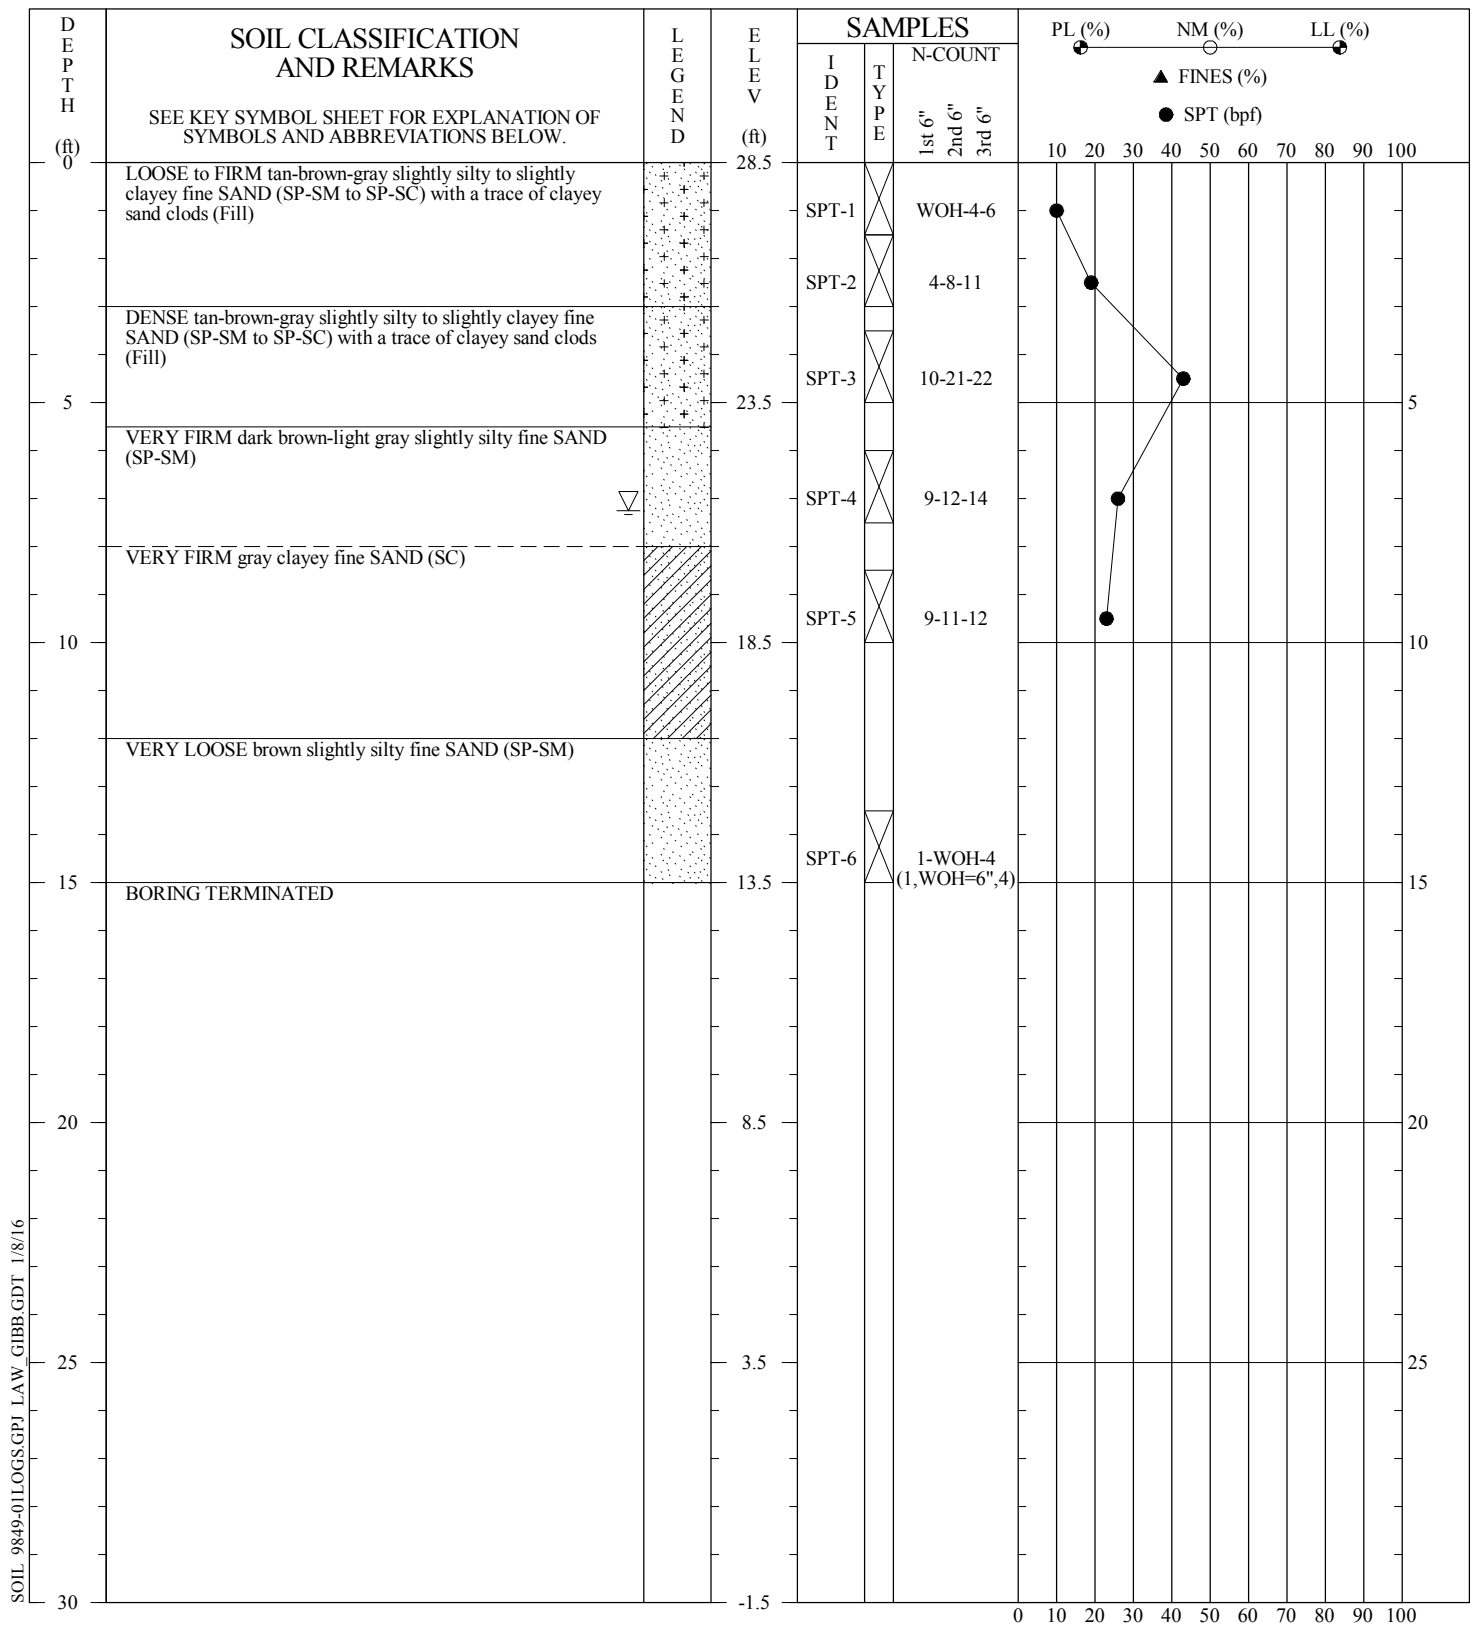 DEPTH
(ft)
SOIL CLASSIFICATION
AND REMARKS
SEE KEY SYMBOL SHEET FOR EXPLANATION OF
SYMBOLS AND ABBREVIATIONS BELOW.
LEGEND
ELEV
(ft)
SAMPLES
IDENT
TYPE
N-COUNT
1st 6"
2nd 6"
3rd 6"
PL (%) NM (%) LL (%)
▲ FINES (%)
● SPT (bpf)
10 20 30 40 50 60 70 80 90 100
0
28.5
LOOSE to FIRM tan-brown-gray slightly silty to slightly
clayey fine SAND (SP-SM to SP-SC) with a trace of clayey
sand clods (Fill)
SPT-1 WOH-4-6
SPT-2 4-8-11
DENSE tan-brown-gray slightly silty to slightly clayey fine
SAND (SP-SM to SP-SC) with a trace of clayey sand clods
(Fill)
SPT-3 10-21-22
5 23.5 5
VERY FIRM dark brown-light gray slightly silty fine SAND
(SP-SM)
SPT-4 9-12-14
VERY FIRM gray clayey fine SAND (SC)
SPT-5 9-11-12
10 18.5 10
VERY LOOSE brown slightly silty fine SAND (SP-SM)
SPT-6 1-WOH-4
(1,WOH=6",4)
15 13.5 15
BORING TERMINATED
20 8.5 20
25 3.5 25
30 -1.5
0 10 20 30 40 50 60 70 80 90 100
SOIL 9849-01LOGS.GPJ LAW_GIBB.GDT 1/8/16